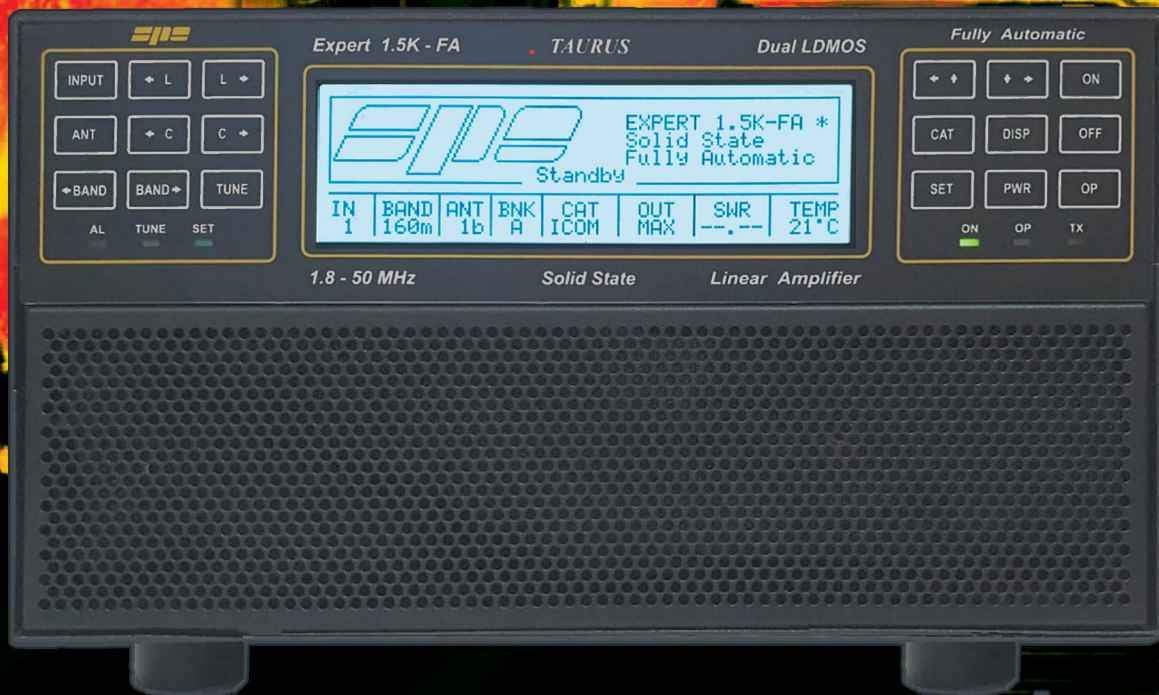 spe
Expert 1.5K - FA
TAURUS
Dual LDMOS
Fully Automatic
INPUT
← L
L →
ANT
← C
C →
←BAND
BAND→
TUNE
AL
TUNE
SET
spe
EXPERT 1.5K-FA *
Solid State
Fully Automatic
Standby
IN BAND ANT BNK CAT OUT SWR TEMP
1 160m 1b A ICOM MAX --.-- 21°C
← ♦
♦ →
ON
CAT
DISP
OFF
SET
PWR
OP
ON
OP
TX
1.8 - 50 MHz
Solid State
Linear Amplifier